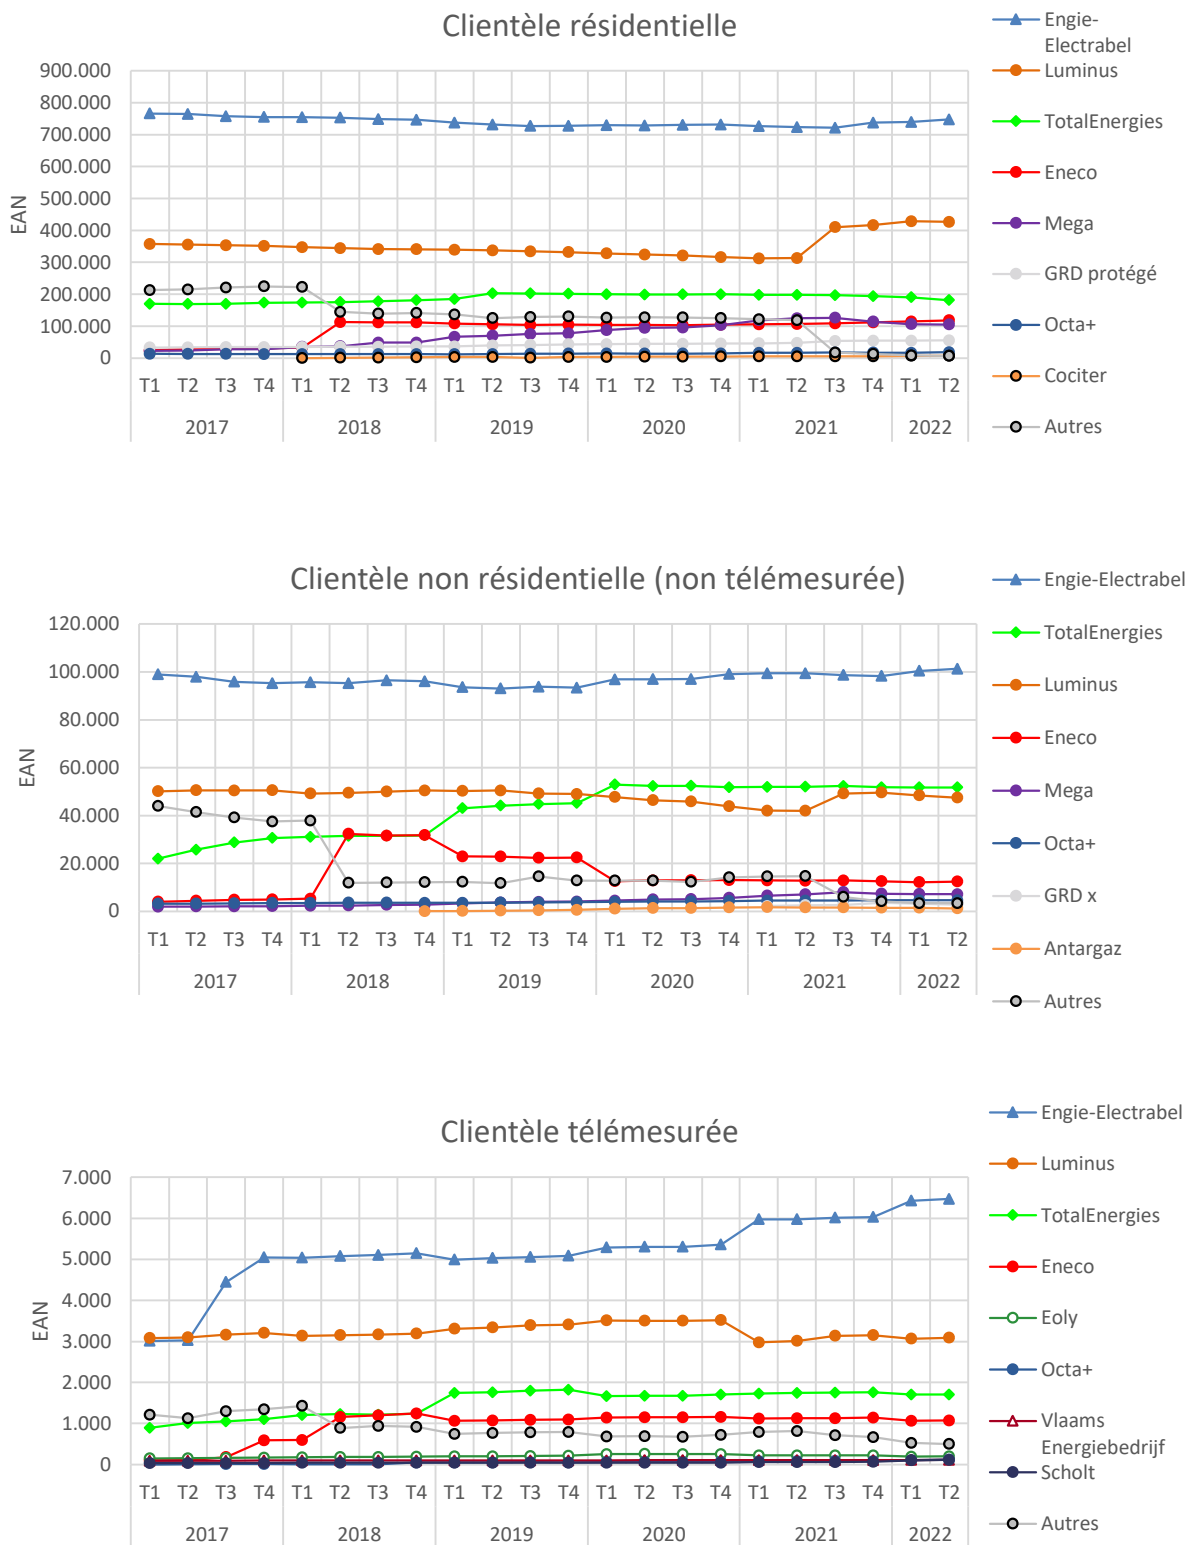 Clientèle résidentielle
EAN
900.000
800.000
700.000
600.000
500.000
400.000
300.000
200.000
100.000
0
T1 T2 T3 T4 T1 T2 T3 T4 T1 T2 T3 T4 T1 T2 T3 T4 T1 T2 T3 T4 T1 T2
2017 2018 2019 2020 2021 2022
Engie-
Electrabel
Luminus
TotalEnergies
Eneco
Mega
GRD protégé
Octa+
Cociter
Autres
Clientèle non résidentielle (non télémesurée)
EAN
120.000
100.000
80.000
60.000
40.000
20.000
0
T1 T2 T3 T4 T1 T2 T3 T4 T1 T2 T3 T4 T1 T2 T3 T4 T1 T2 T3 T4 T1 T2
2017 2018 2019 2020 2021 2022
Engie-Electrabel
TotalEnergies
Luminus
Eneco
Mega
Octa+
GRD x
Antargaz
Autres
Clientèle télémesurée
EAN
7.000
6.000
5.000
4.000
3.000
2.000
1.000
0
T1 T2 T3 T4 T1 T2 T3 T4 T1 T2 T3 T4 T1 T2 T3 T4 T1 T2 T3 T4 T1 T2
2017 2018 2019 2020 2021 2022
Engie-Electrabel
Luminus
TotalEnergies
Eneco
Eoly
Octa+
Vlaams
Energiebedrijf
Scholt
Autres